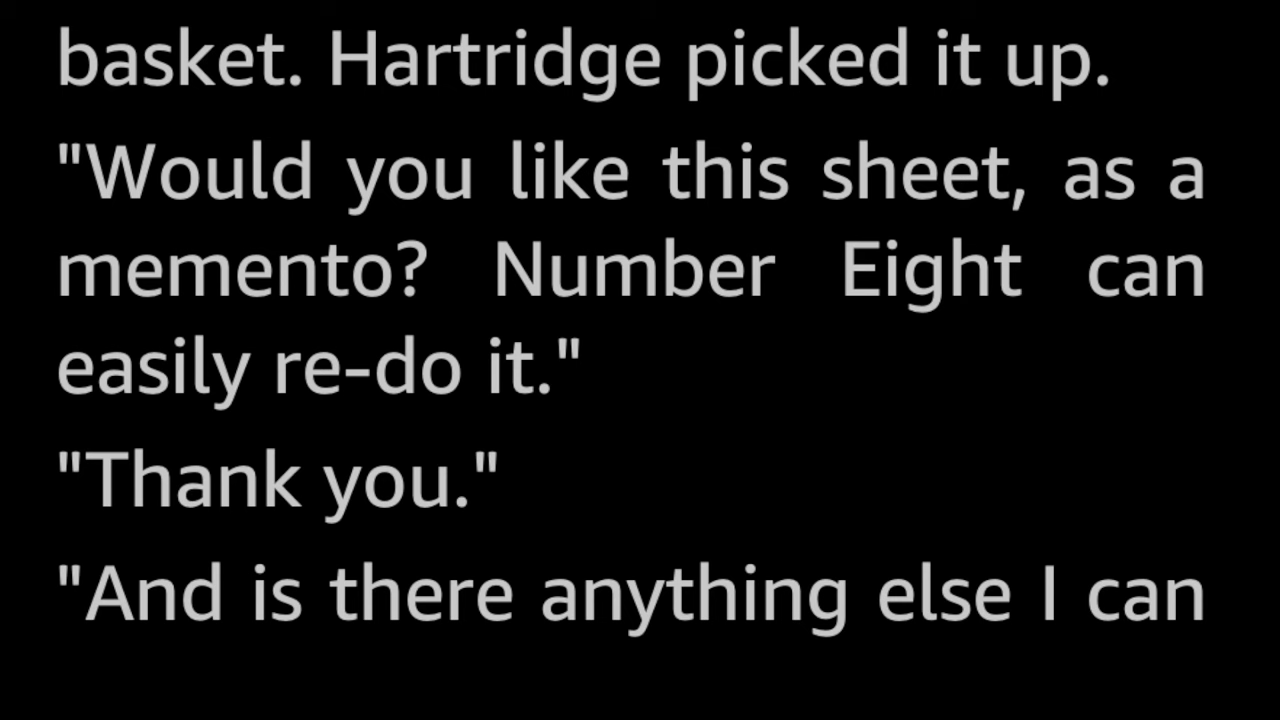 basket. Hartridge picked it up.
"Would you like this sheet, as a
memento? Number Eight can
easily re-do it."
"Thank you."
"And is there anything else I can